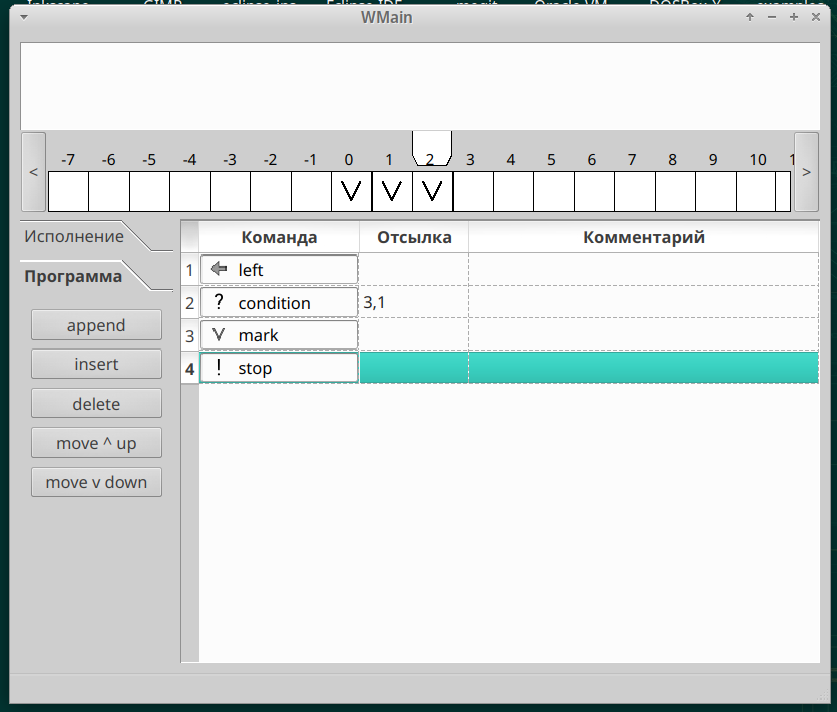 WMain
< -7 -6 -5 -4 -3 -2 -1 0 1 2 3 4 5 6 7 8 9 10 1 >
V V V
Исполнение
Программа
append
insert
delete
move ^ up
move v down
Команда Отсылка Комментарий
1 left
2 ? condition 3,1
3 V mark
4 ! stop